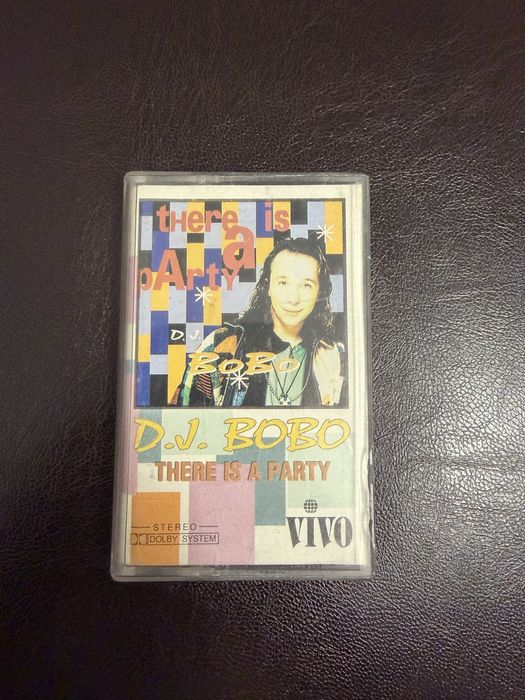 there is
a
pArtY
D.J.
BoBo
D.J. BOBO
THERE IS A PARTY
STEREO
DOLBY SYSTEM
VIVO